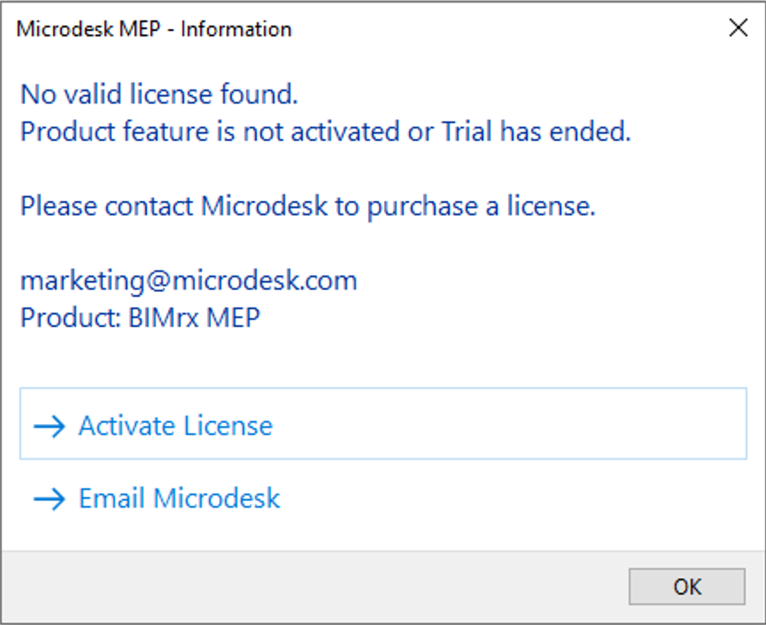 Microdesk MEP - Information
No valid license found.
Product feature is not activated or Trial has ended.
Please contact Microdesk to purchase a license.
marketing@microdesk.com
Product: BIMrx MEP
Activate License
Email Microdesk
OK